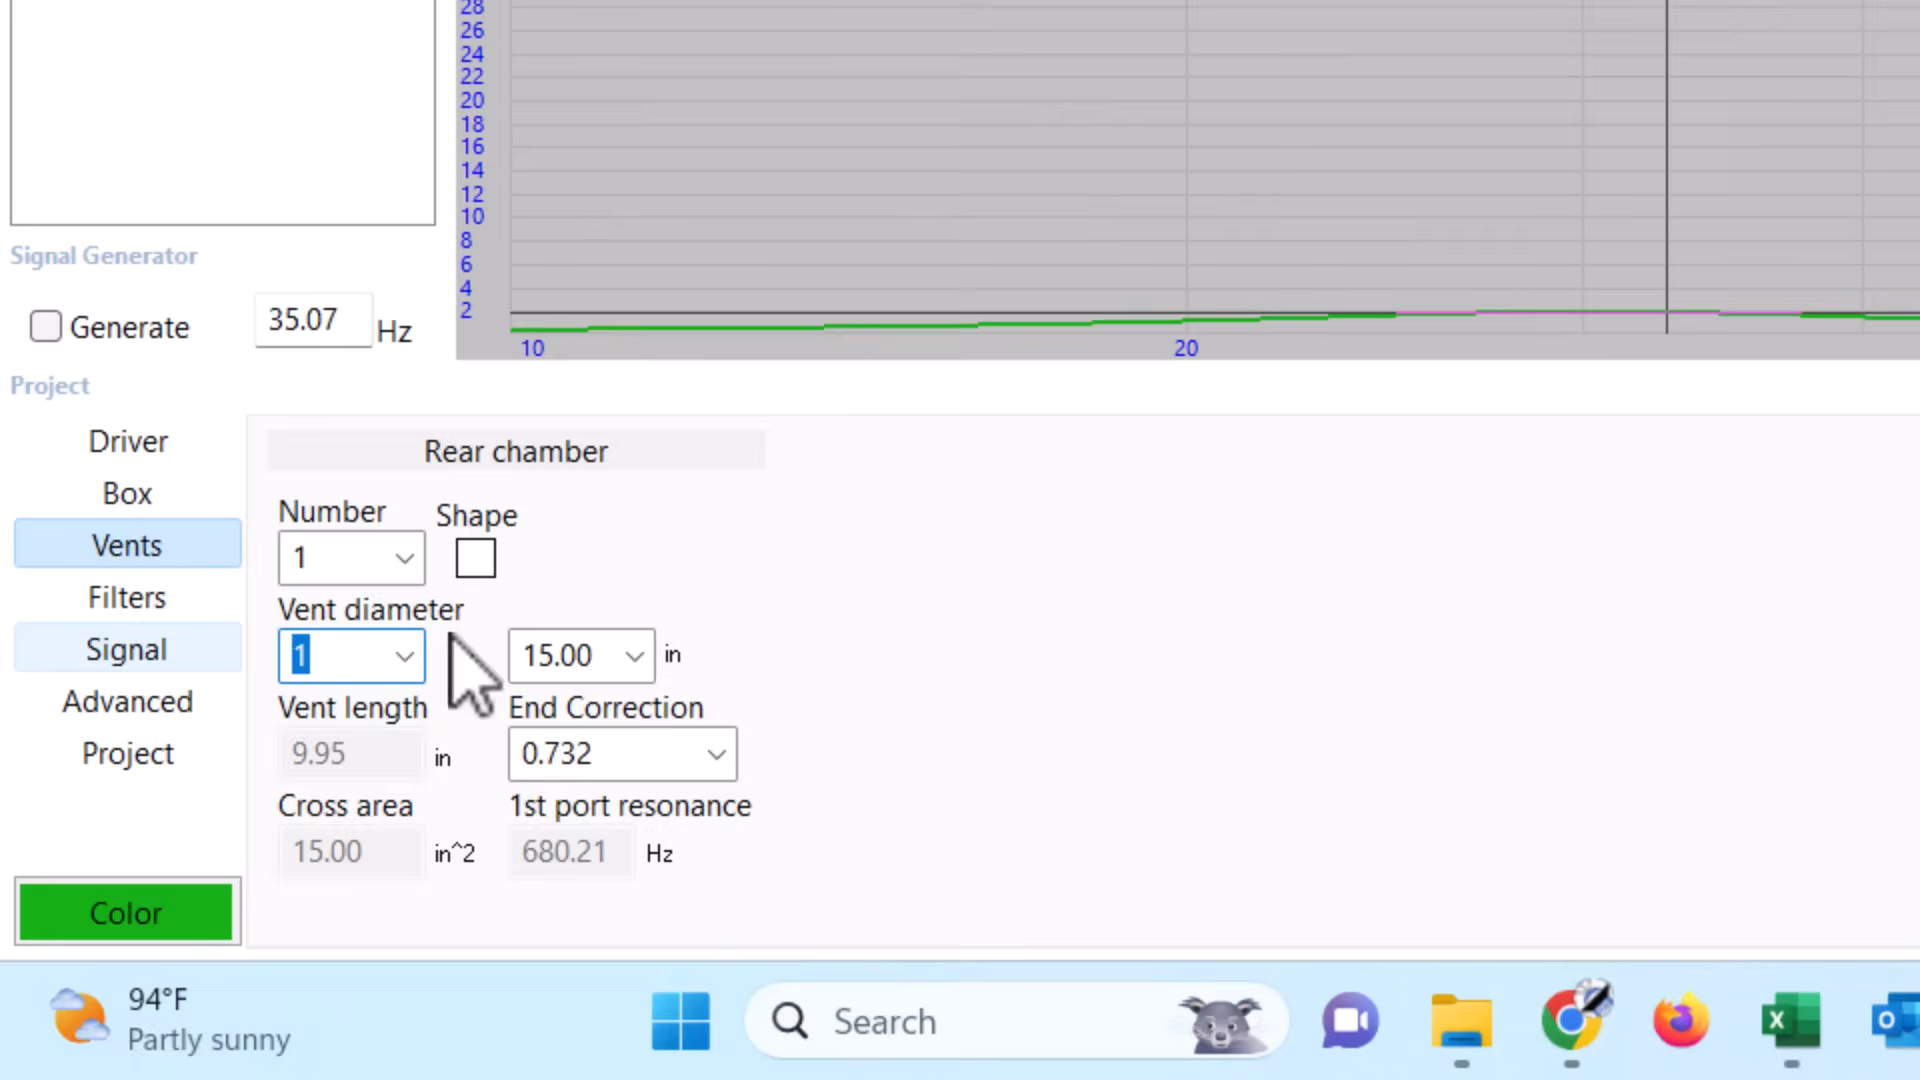 28
26
24
22
20
18
16
14
12
10
8
6
4
2
10 20
Signal Generator
Generate 35.07 Hz
Project
Driver
Box
Vents
Filters
Signal
Advanced
Project
Color
Rear chamber
Number Shape
1
Vent diameter
1 15.00 in
Vent length End Correction
9.95 in 0.732
Cross area 1st port resonance
15.00 in^2 680.21 Hz
94°F
Partly sunny
Search